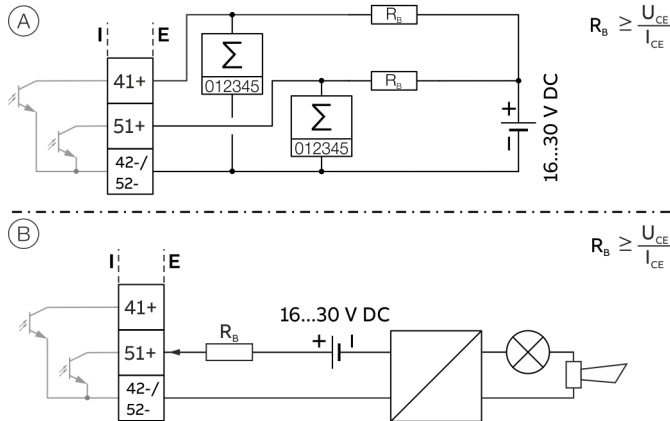 A
I E
R_B
R_B ≥ U_CE / I_CE
41+
Σ
012345
R_B
51+
Σ
012345
+
−
16...30 V DC
42-/
52-
B
I E
R_B ≥ U_CE / I_CE
41+
16...30 V DC
51+
R_B
+ −
42-/
52-